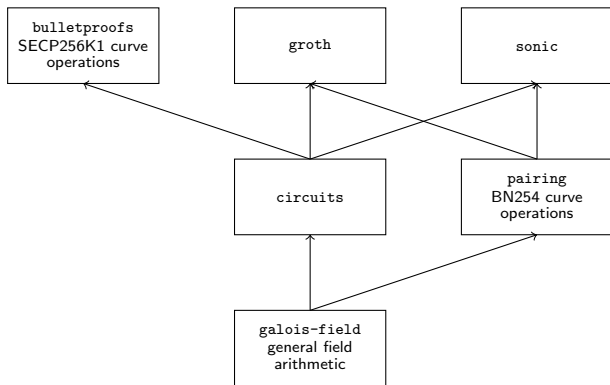 bulletproofs
SECP256K1 curve
operations
groth
sonic
circuits
pairing
BN254 curve
operations
galois-field
general field
arithmetic